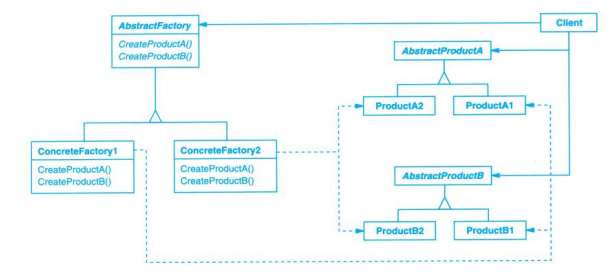 AbstractFactory
CreateProductA()
CreateProductB()
Client
AbstractProductA
ProductA2
ProductA1
ConcreteFactory1
CreateProductA()
CreateProductB()
ConcreteFactory2
CreateProductA()
CreateProductB()
AbstractProductB
ProductB2
ProductB1